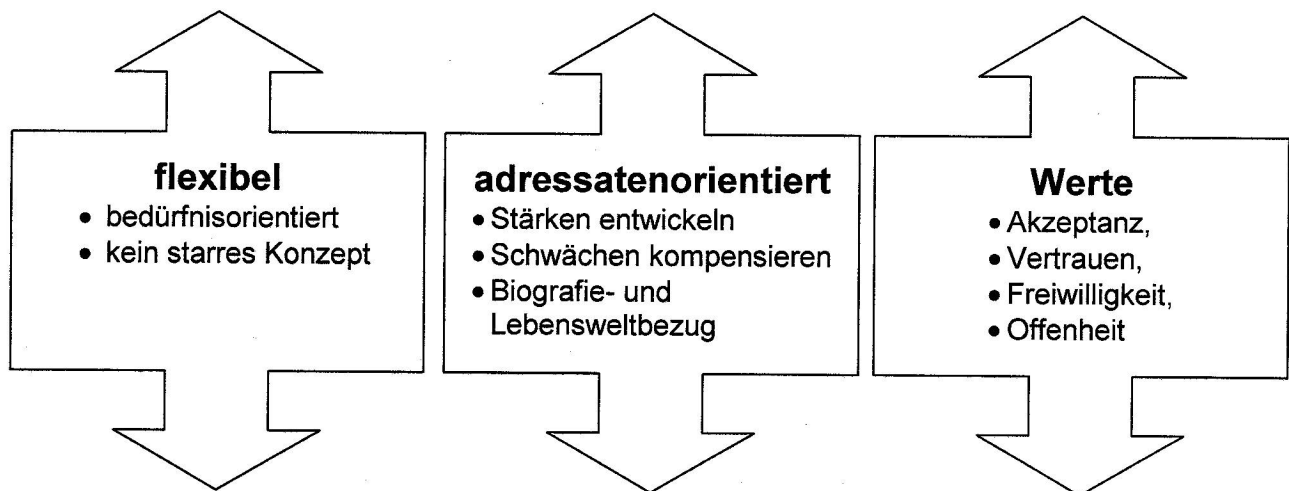 flexibel
• bedürfnisorientiert
• kein starres Konzept
adressatenorientiert
• Stärken entwickeln
• Schwächen kompensieren
• Biografie- und
Lebensweltbezug
Werte
• Akzeptanz,
• Vertrauen,
• Freiwilligkeit,
• Offenheit